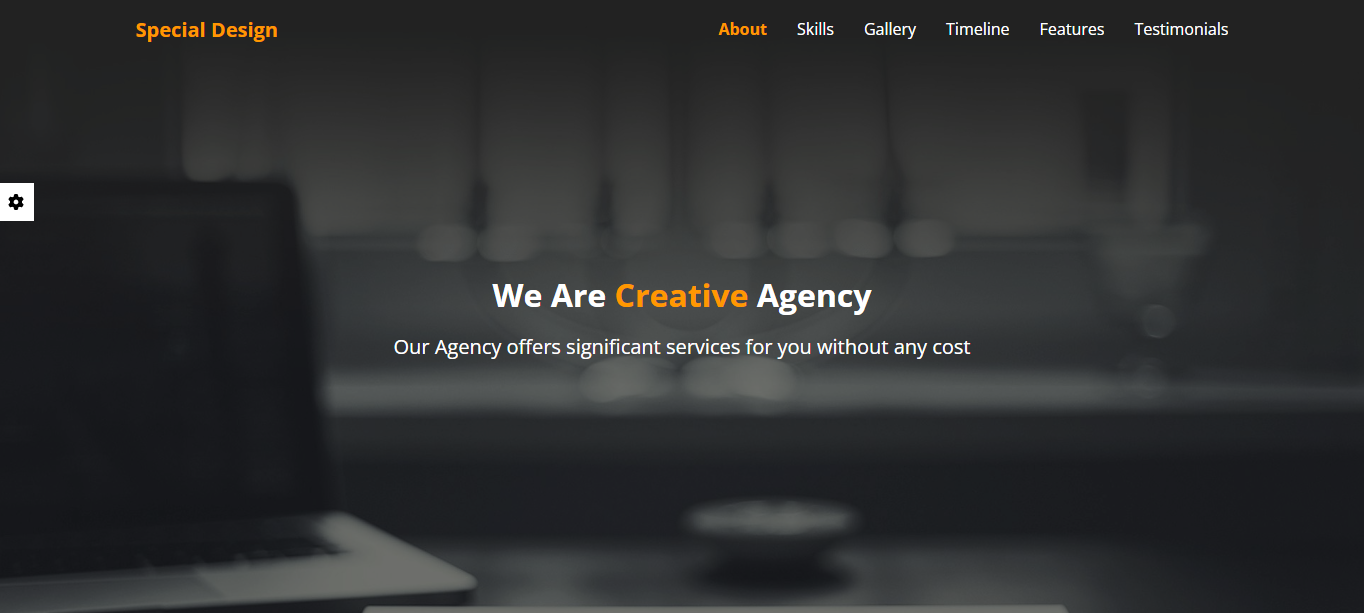 Special Design
About Skills Gallery Timeline Features Testimonials
We Are Creative Agency
Our Agency offers significant services for you without any cost